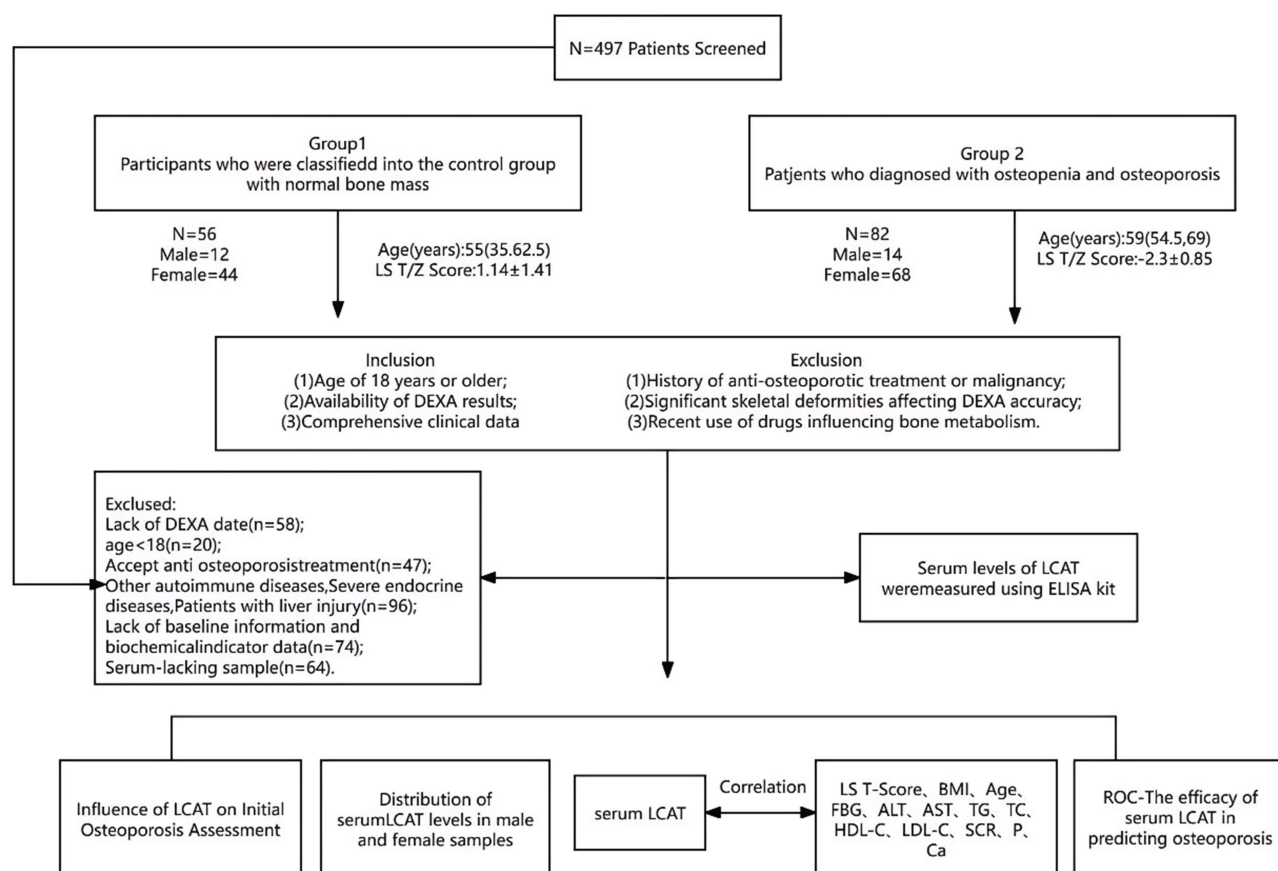 N=497 Patients Screened
Group1
Participants who were classifiedd into the control group
with normal bone mass
Group 2
Patjents who diagnosed with osteopenia and osteoporosis
N=56
Male=12
Female=44
Age(years):55(35.62.5)
LS T/Z Score:1.14±1.41
N=82
Male=14
Female=68
Age(years):59(54.5,69)
LS T/Z Score:-2.3±0.85
Inclusion
(1)Age of 18 years or older;
(2)Availability of DEXA results;
(3)Comprehensive clinical data
Exclusion
(1)History of anti-osteoporotic treatment or malignancy;
(2)Significant skeletal deformities affecting DEXA accuracy;
(3)Recent use of drugs influencing bone metabolism.
Exclused:
Lack of DEXA date(n=58);
age<18(n=20);
Accept anti osteoporosistreatment(n=47);
Other autoimmune diseases,Severe endocrine
diseases,Patients with liver injury(n=96);
Lack of baseline information and
biochemicalindicator data(n=74);
Serum-lacking sample(n=64).
Serum levels of LCAT
weremeasured using ELISA kit
Influence of LCAT on Initial
Osteoporosis Assessment
Distribution of
serumLCAT levels in male
and female samples
serum LCAT
Correlation
LS T-Score、BMI、Age、
FBG、ALT、AST、TG、TC、
HDL-C、LDL-C、SCR、P、
Ca
ROC-The efficacy of
serum LCAT in
predicting osteoporosis